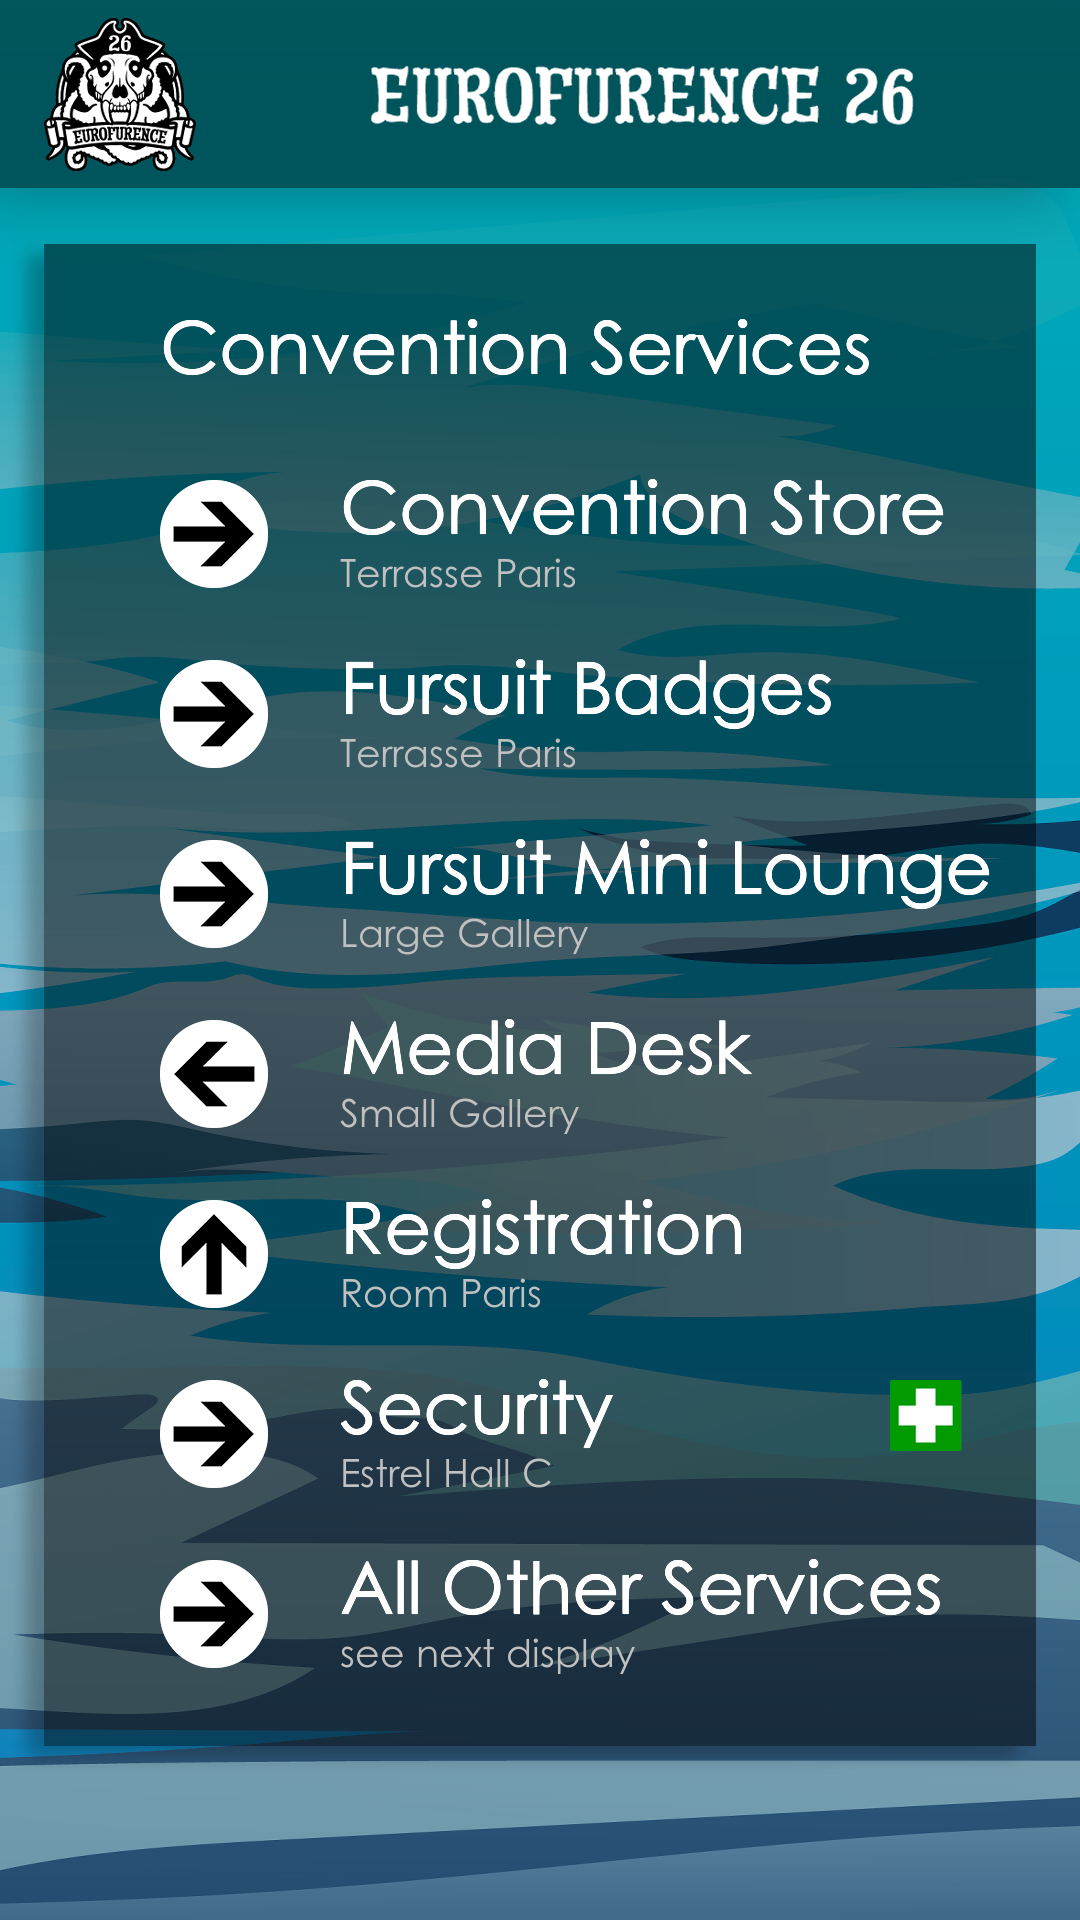 26
EUROFURENCE
EUROFURENCE 26
Convention Services
Convention Store
Terrasse Paris
Fursuit Badges
Terrasse Paris
Fursuit Mini Lounge
Large Gallery
Media Desk
Small Gallery
Registration
Room Paris
Security
Estrel Hall C
All Other Services
see next display